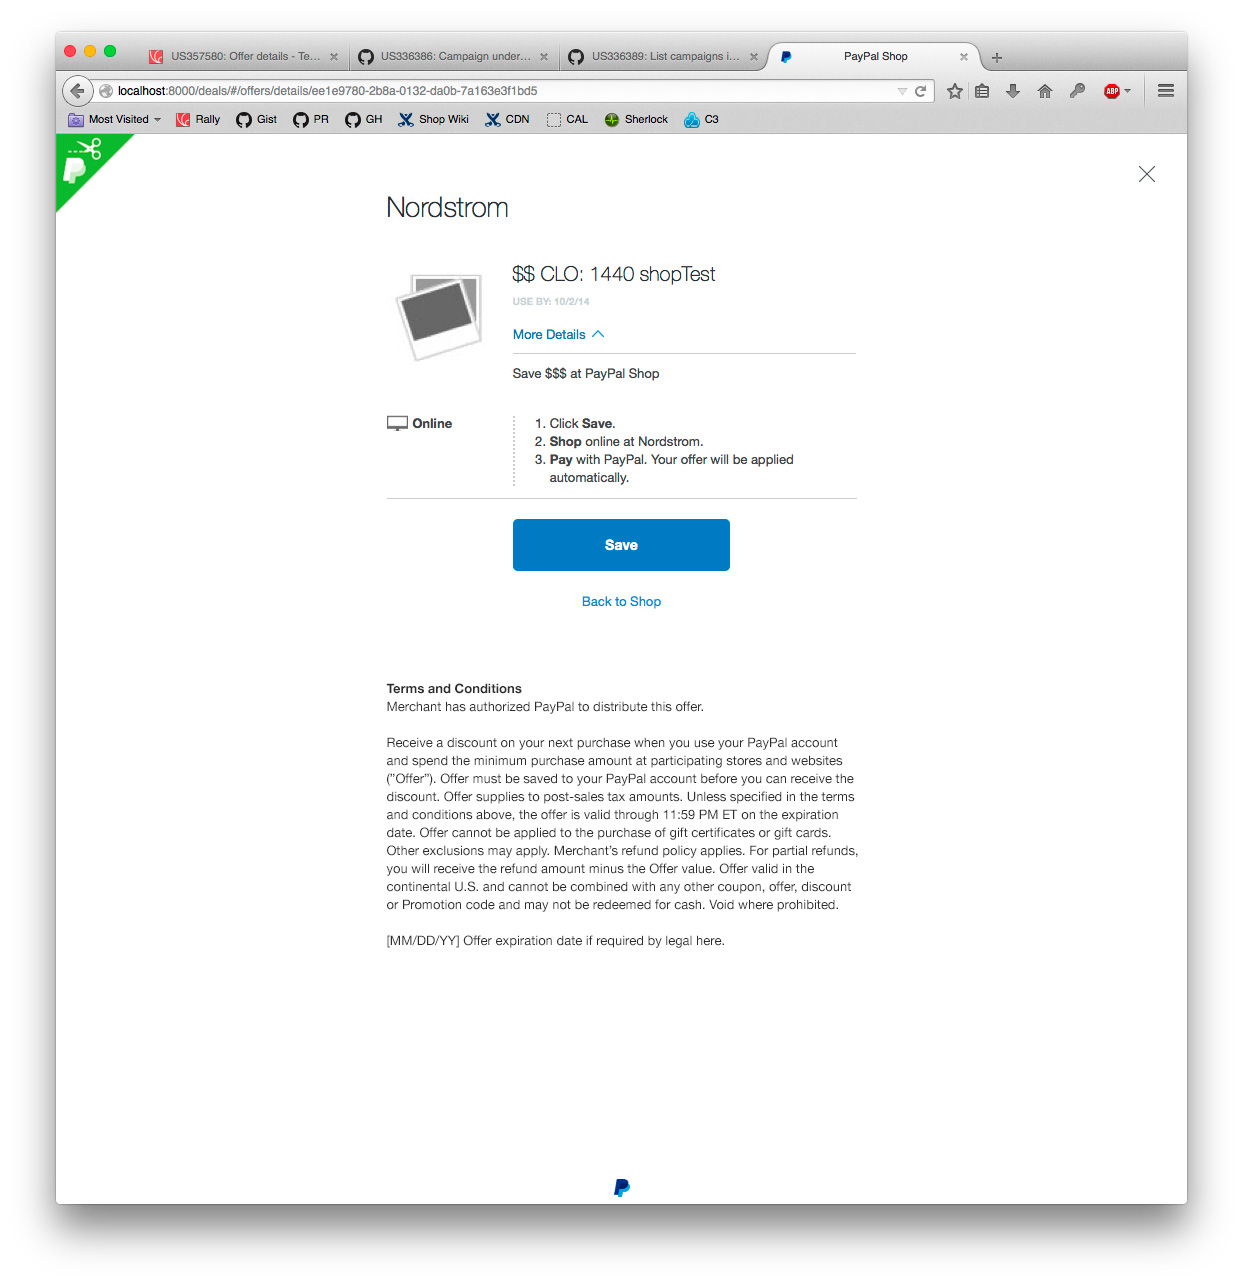 US357580: Offer details - Te...
US336386: Campaign under...
US336389: List campaigns i...
PayPal Shop
localhost:8000/deals/#/offers/details/ee1e9780-2b8a-0132-da0b-7a163e3f1bd5
ABP
Most Visited
Rally
Gist
PR
GH
Shop Wiki
CDN
CAL
Sherlock
C3
Nordstrom
$$ CLO: 1440 shopTest
USE BY: 10/2/14
More Details
Save $$$ at PayPal Shop
Online
1. Click Save.
2. Shop online at Nordstrom.
3. Pay with PayPal. Your offer will be applied
automatically.
Save
Back to Shop
Terms and Conditions
Merchant has authorized PayPal to distribute this offer.
Receive a discount on your next purchase when you use your PayPal account
and spend the minimum purchase amount at participating stores and websites
("Offer"). Offer must be saved to your PayPal account before you can receive the
discount. Offer supplies to post-sales tax amounts. Unless specified in the terms
and conditions above, the offer is valid through 11:59 PM ET on the expiration
date. Offer cannot be applied to the purchase of gift certificates or gift cards.
Other exclusions may apply. Merchant's refund policy applies. For partial refunds,
you will receive the refund amount minus the Offer value. Offer valid in the
continental U.S. and cannot be combined with any other coupon, offer, discount
or Promotion code and may not be redeemed for cash. Void where prohibited.
[MM/DD/YY] Offer expiration date if required by legal here.